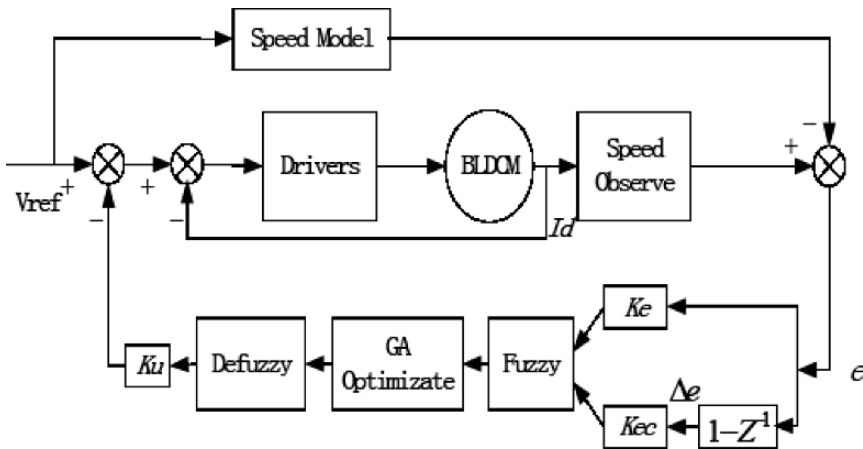 Speed Model
Vref
+
−
+
−
Drivers
BLDCM
Id
Speed
Observe
+
−
Ku
Defuzzy
GA
Optimizate
Fuzzy
Ke
Kec
Δe
1-Z⁻¹
e